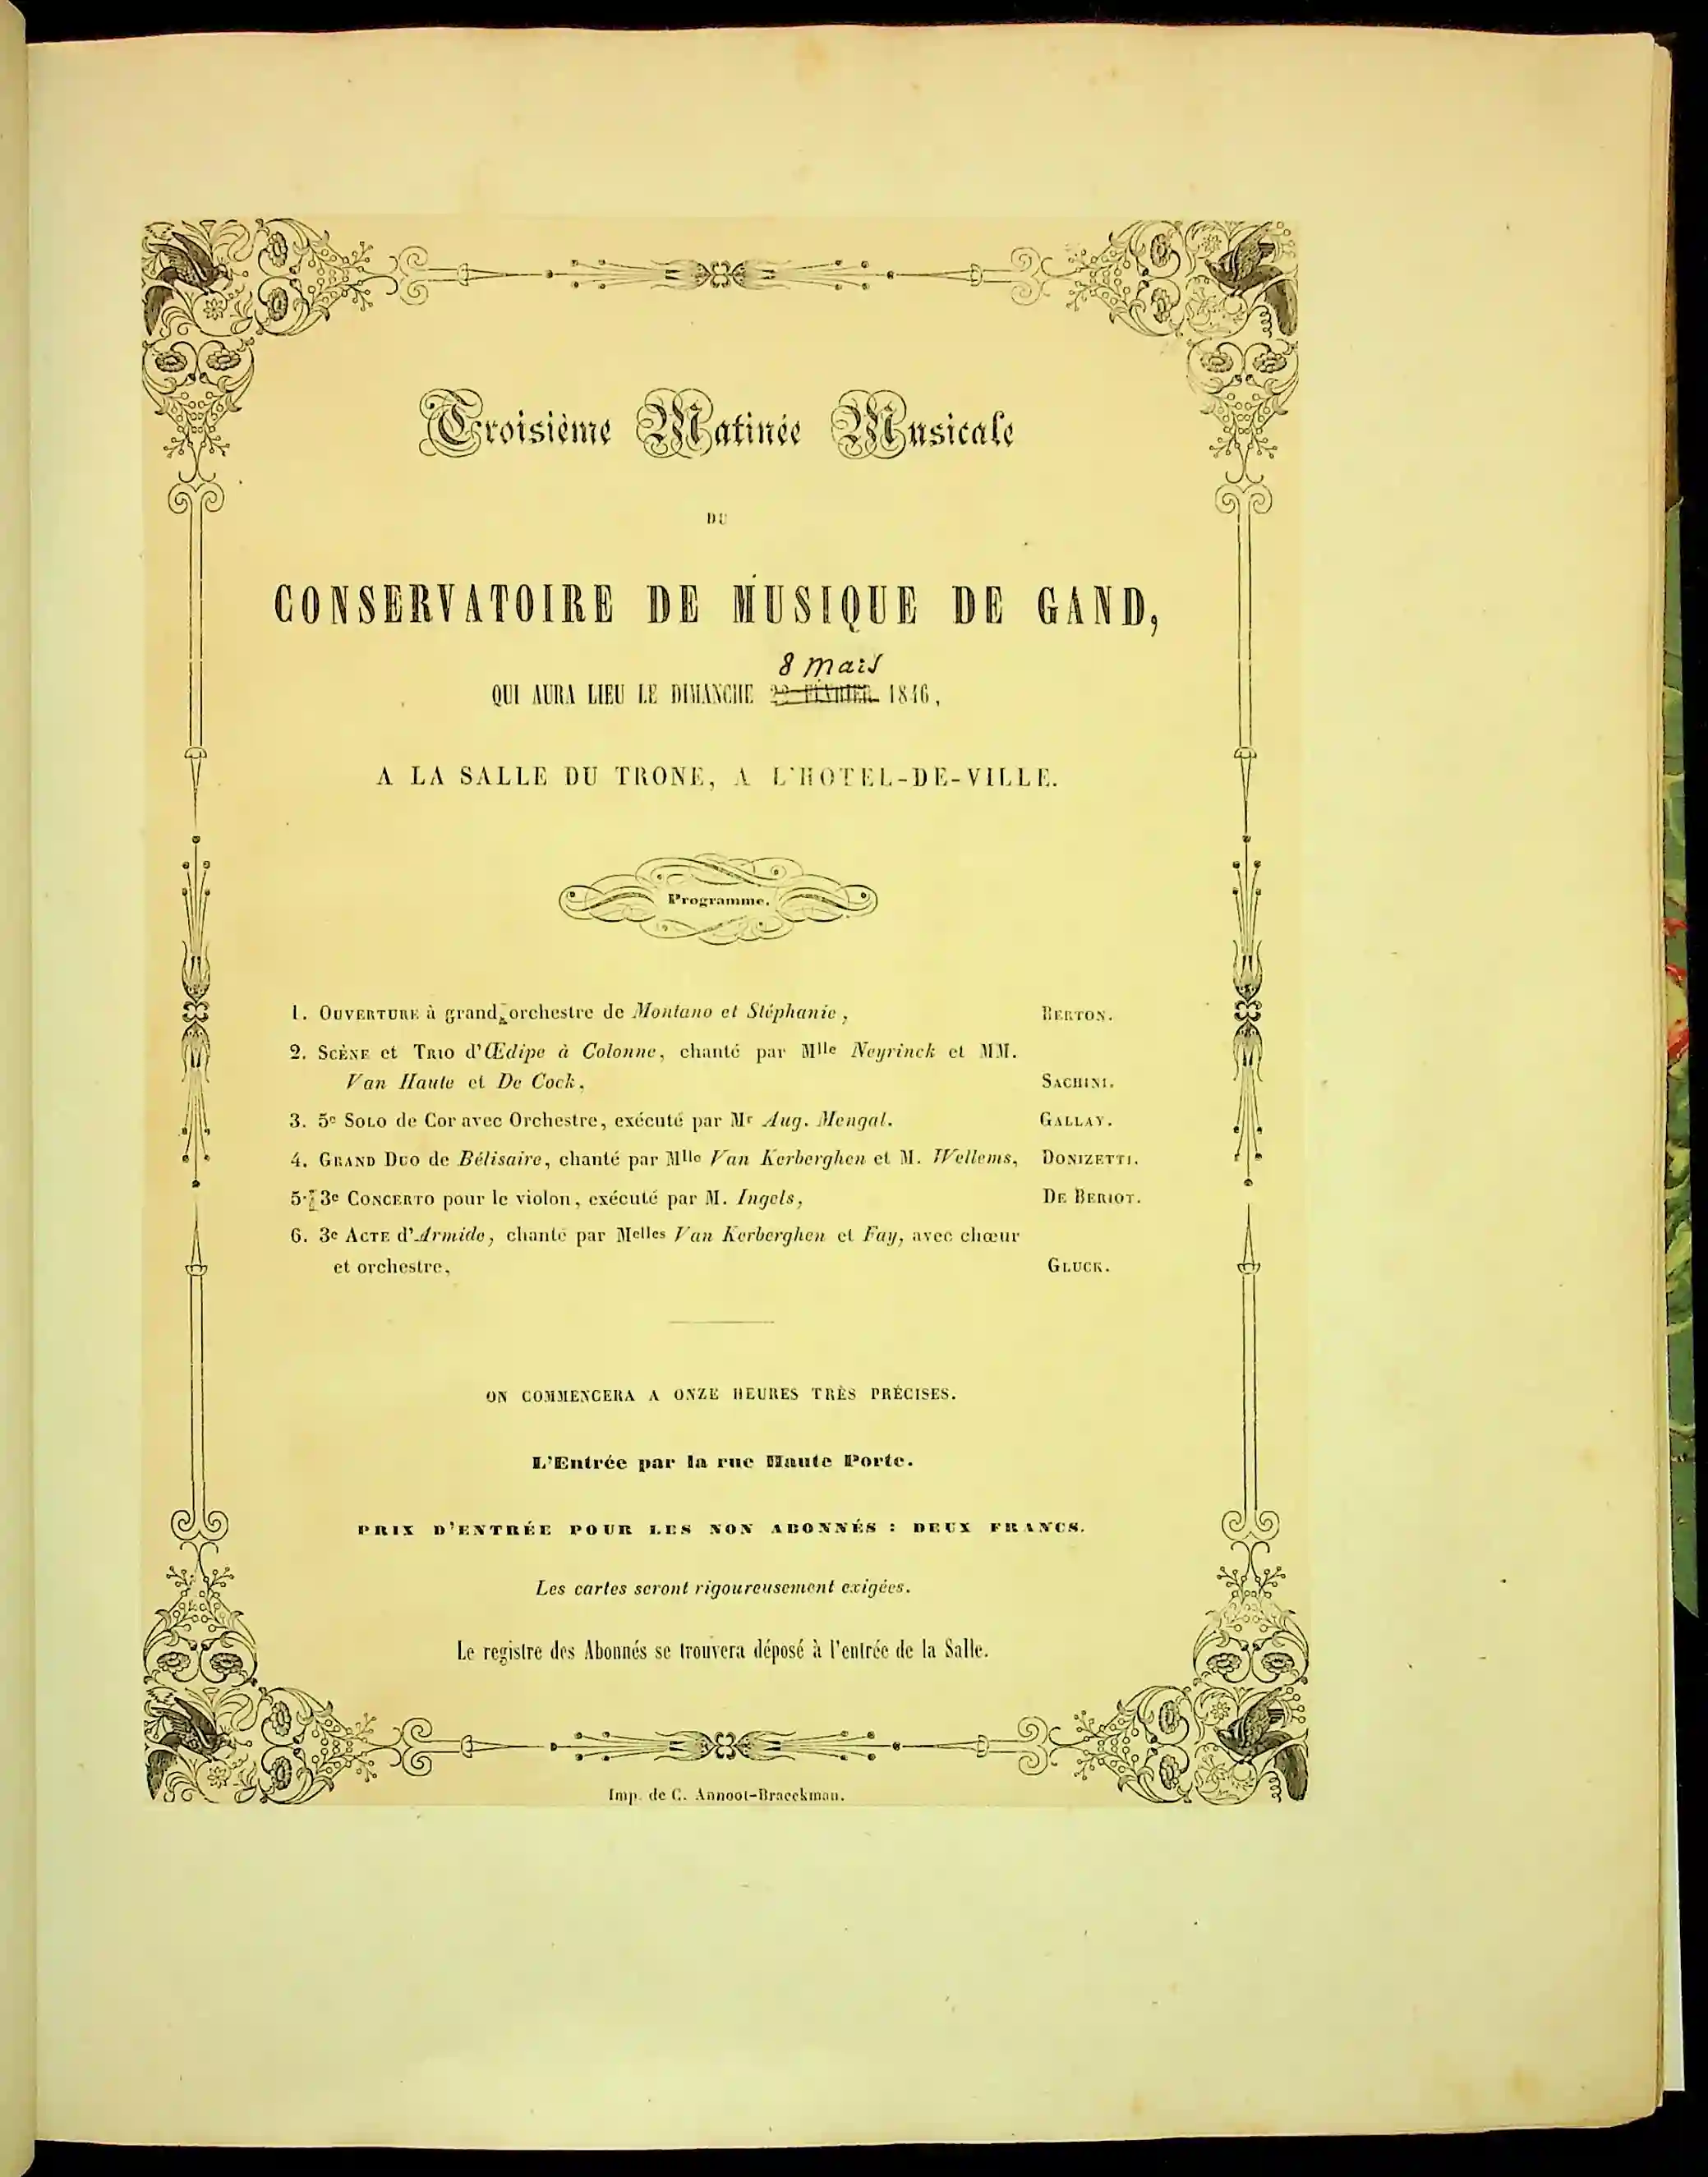 Troisième Matinée Musicale
DU
CONSERVATOIRE DE MUSIQUE DE GAND,
8 mars
QUI AURA LIEU LE DIMANCHE 22 FÉVRIER 1846,
A LA SALLE DU TRONE, A L'HOTEL-DE-VILLE.
Programme.
1. OUVERTURE à grand orchestre de Montano et Stéphanie, BERTON.
2. SCÈNE et TRIO d'Œdipe à Colonne, chanté par Mlle Neyrinck et MM.
Van Haute et De Cock, SACHINI.
3. 5e SOLO de Cor avec Orchestre, exécuté par Mr Aug. Mengal. GALLAY.
4. GRAND DUO de Bélisaire, chanté par Mlle Van Kerberghen et M. Wellems, DONIZETTI.
5. 3e CONCERTO pour le violon, exécuté par M. Ingels, DE BERIOT.
6. 3e ACTE d'Armide, chanté par Melles Van Kerberghen et Fay, avec chœur
et orchestre, GLUCK.
ON COMMENCERA A ONZE HEURES TRÈS PRÉCISES.
L'Entrée par la rue Haute Porte.
PRIX D'ENTRÉE POUR LES NON ABONNÉS : DEUX FRANCS.
Les cartes seront rigoureusement exigées.
Le registre des Abonnés se trouvera déposé à l'entrée de la Salle.
Imp. de C. Annoot-Braeckman.